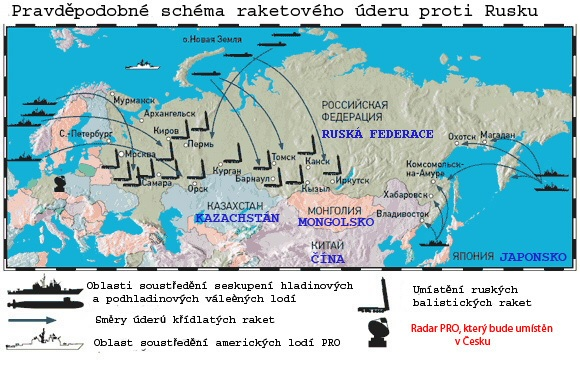 Pravděpodobné schéma raketového úderu proti Rusku
о.Новая Земля
Мурманск
Архангельск
РОССИЙСКАЯ
ФЕДЕРАЦИЯ
С.-Петербург
Киров
Пермь
RUSKÁ FEDERACE
Охотск
Магадан
Москва
Томск
Канск
Комсомольск-
на-Амуре
Самара
Курган
Орск
Барнаул
Кызыл
Иркутск
Хабаровск
КАЗАХСТАН
KAZACHSTÁN
МОНГОЛИЯ
MONGOLSKO
Владивосток
КИТАЙ
ČÍNA
ЯПОНИЯ
JAPONSKO
Oblasti soustředění seskupení hladinových
a podhladinových válečných lodí
Směry úderů křídlatých raket
Oblast soustředění amerických lodí PRO
Umístění ruských
balistických raket
Radar PRO, který bude umístěn
v Česku